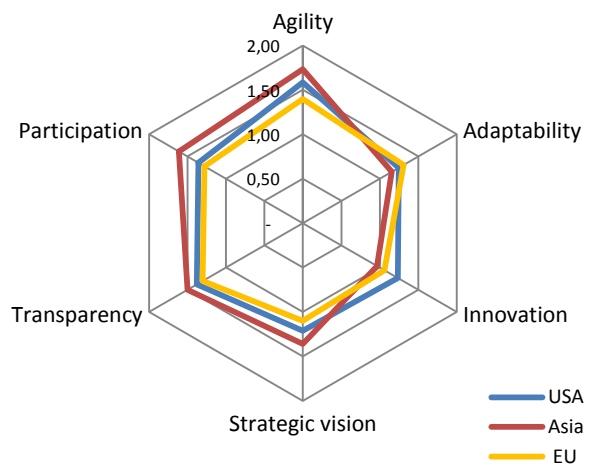 Agility
2,00
1,50
Participation
Adaptability
1,00
0,50
-
Transparency
Innovation
Strategic vision
USA
Asia
EU